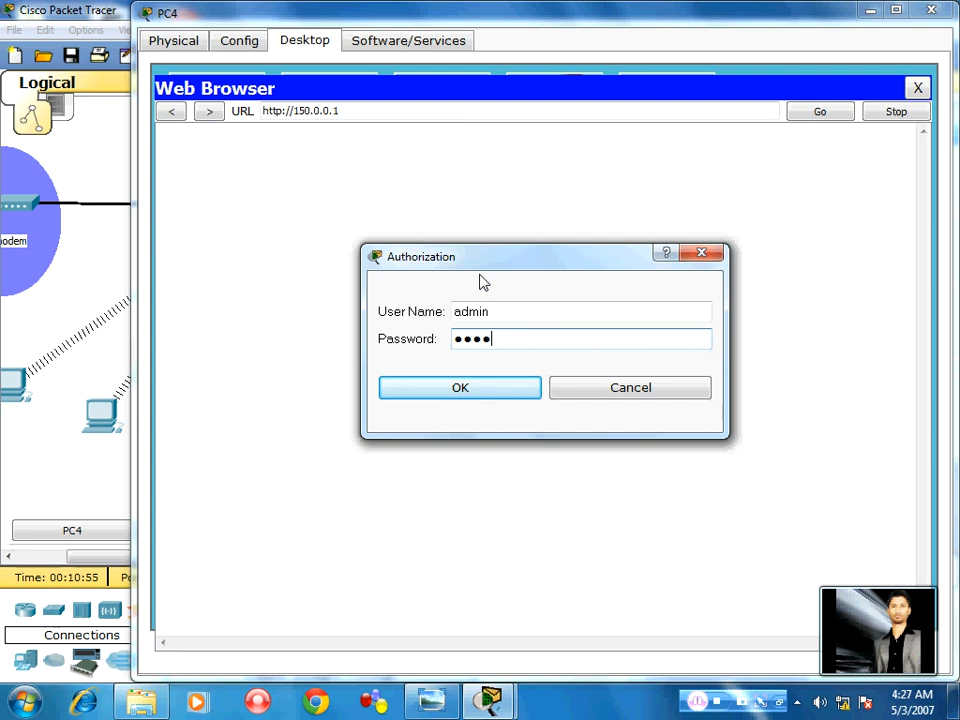 Cisco Packet Tracer
File Edit Options
Logical
odem
PC4
Time: 00:10:55
Connections
PC4
Physical Config Desktop Software/Services
Web Browser X
< > URL http://150.0.0.1 Go Stop
Authorization
User Name: admin
Password: ●●●●
OK Cancel
4:27 AM
5/3/2007